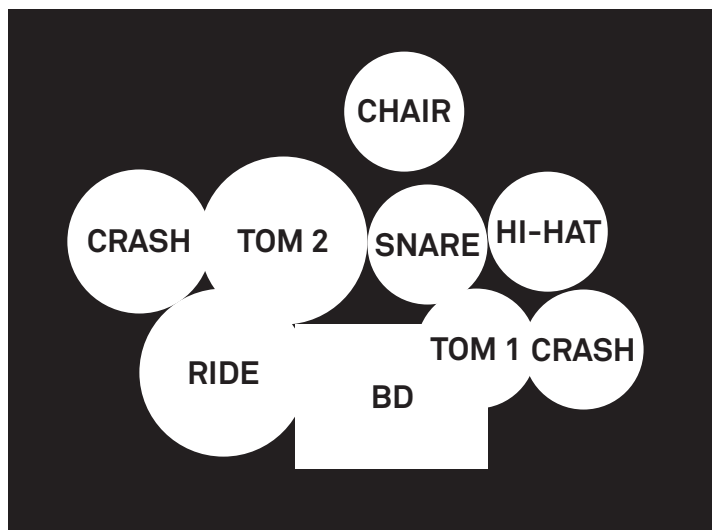 CHAIR
CRASH
TOM 2
SNARE
HI-HAT
RIDE
BD
TOM 1
CRASH